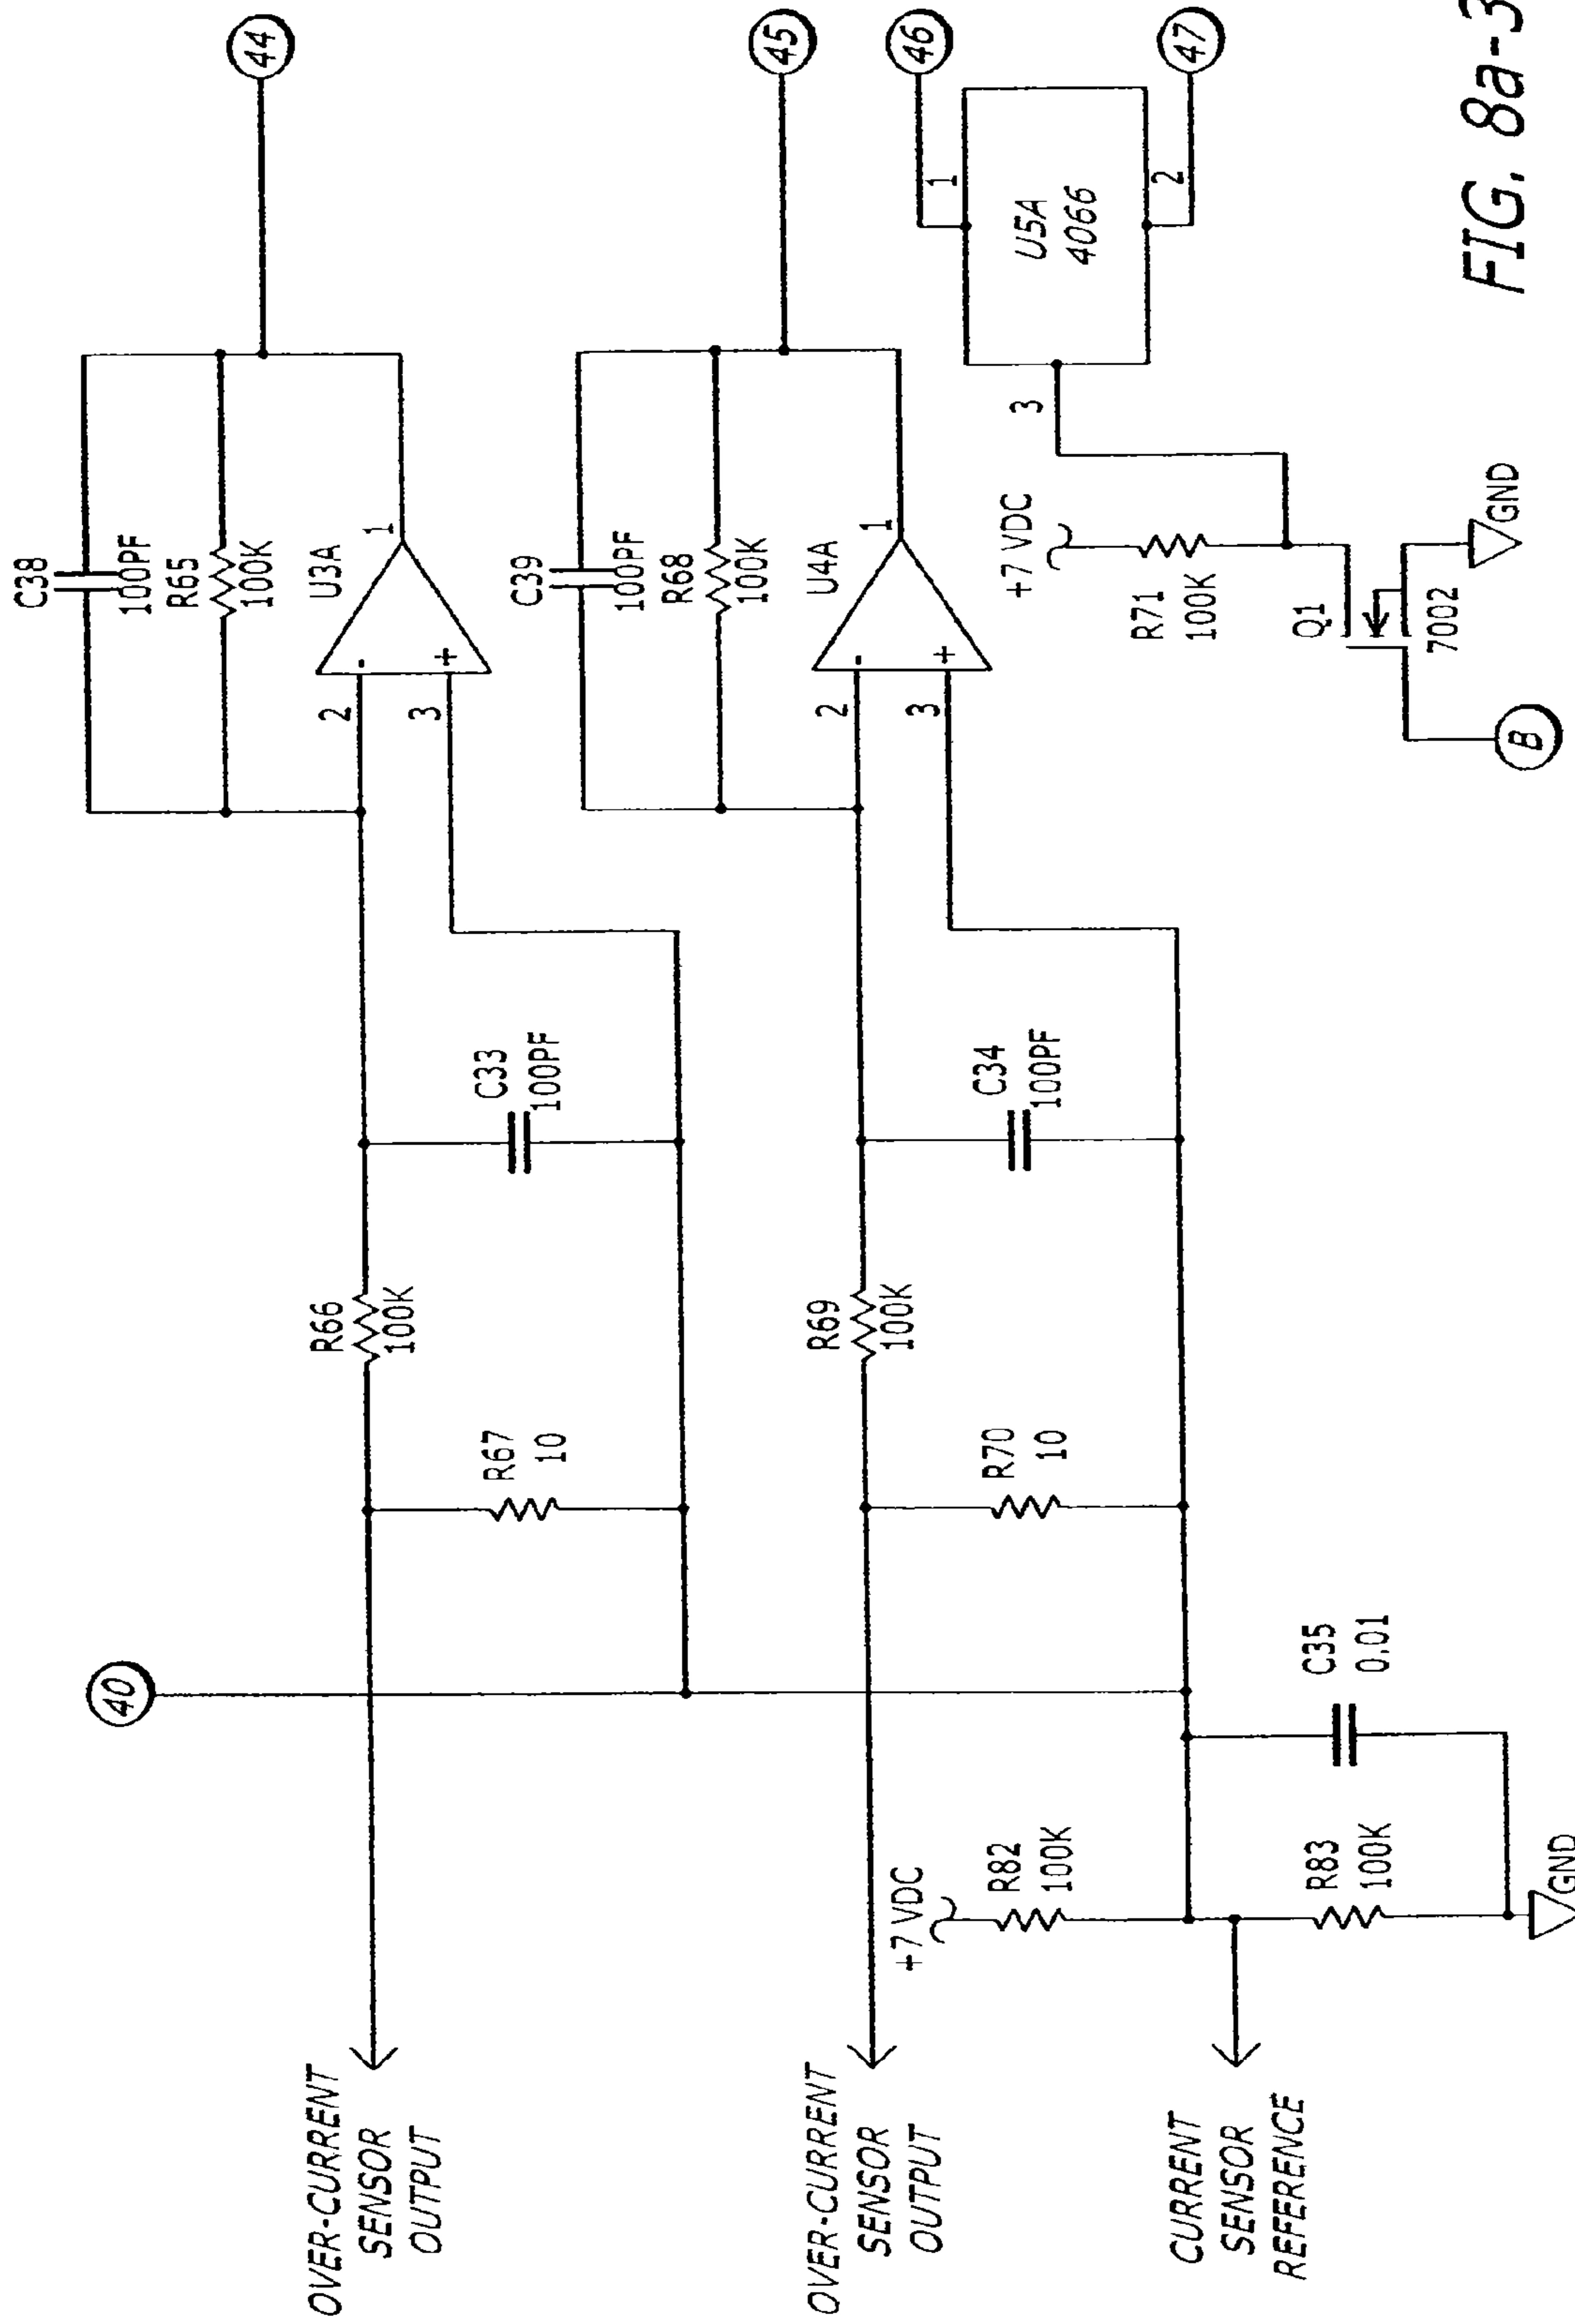 C38
100PF
R65
100K
44
U3A
2
-
3
+
1
C39
100PF
R68
100K
45
U4A
2
-
3
+
1
40
R66
100K
C33
100PF
R67
10
OVER-CURRENT
SENSOR
OUTPUT
R69
100K
C34
100PF
R70
10
OVER-CURRENT
SENSOR
OUTPUT
+7 VDC
R82
100K
C35
0.01
R83
100K
GND
CURRENT
SENSOR
REFERENCE
46
1
U5A
4066
2
47
3
+7 VDC
R71
100K
Q1
7002
GND
B
FIG. 8a-3